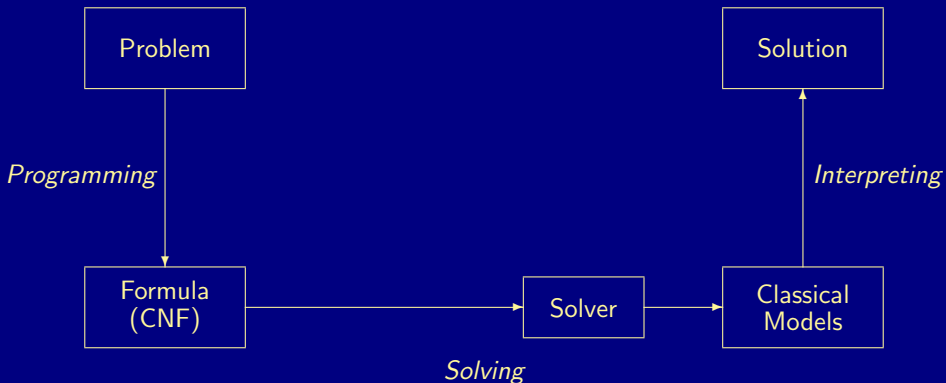 Problem
Solution
Programming
Interpreting
Formula
(CNF)
Solver
Classical
Models
Solving